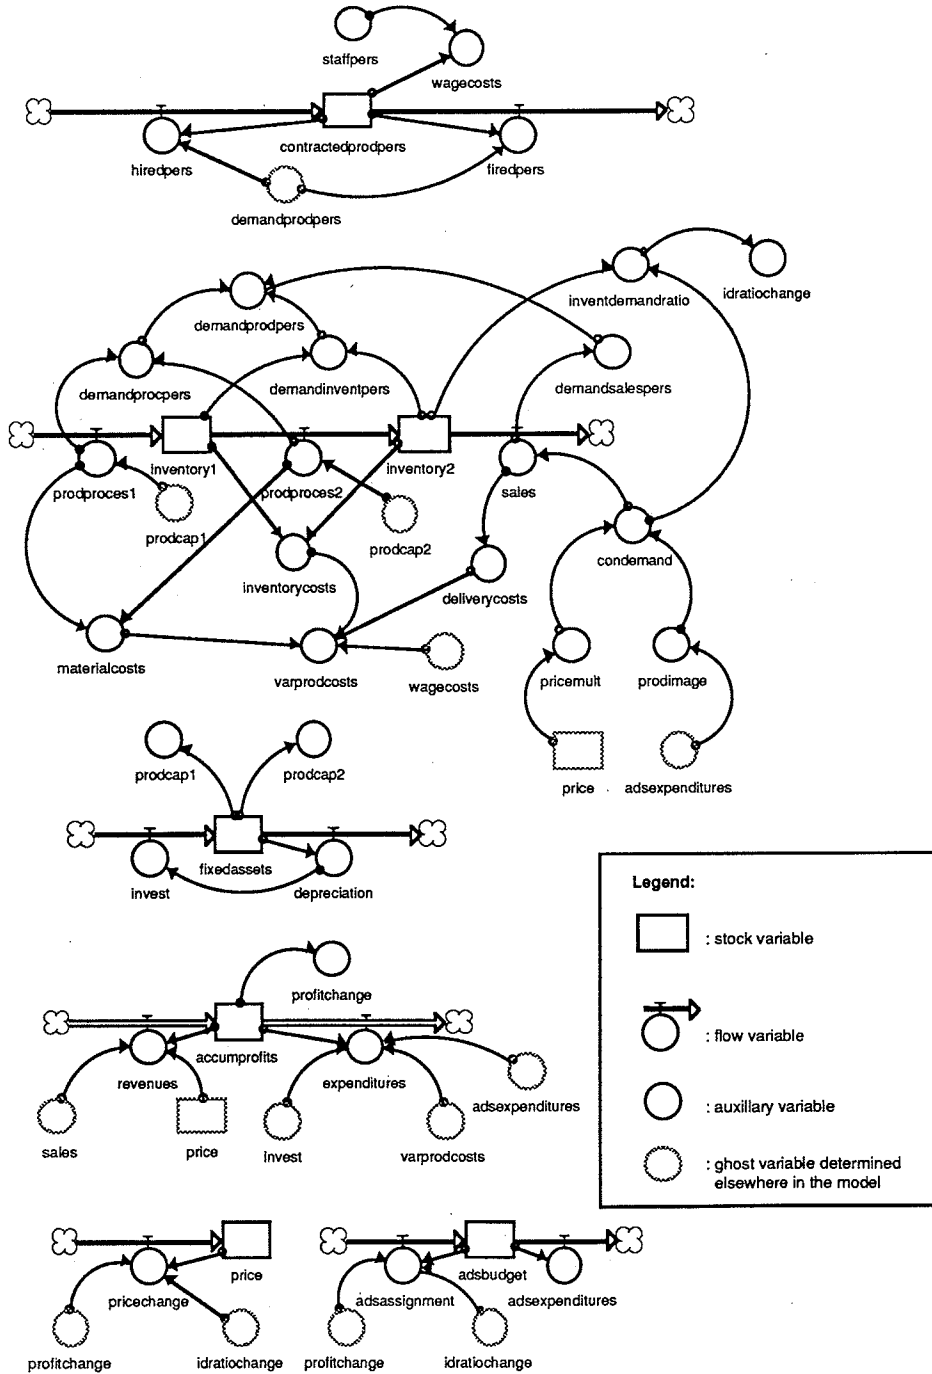 staffpers
wagecosts
contractedprodpers
hiredpers
firedpers
demandprodpers
inventdemandratio
idratiochange
demandprodpers
demandprocpers
demandinventpers
demandsalespers
inventory1
inventory2
prodproces1
prodproces2
sales
prodcap1
prodcap2
condemand
inventorycosts
deliverycosts
materialcosts
varprodcosts
wagecosts
pricemult
prodimage
price
adsexpenditures
prodcap1
prodcap2
fixedassets
invest
depreciation
Legend:
: stock variable
: flow variable
: auxillary variable
: ghost variable determined
elsewhere in the model
profitchange
accumprofits
revenues
expenditures
adsexpenditures
sales
price
invest
varprodcosts
price
pricechange
profitchange
idratiochange
adsbudget
adsassignment
adsexpenditures
profitchange
idratiochange